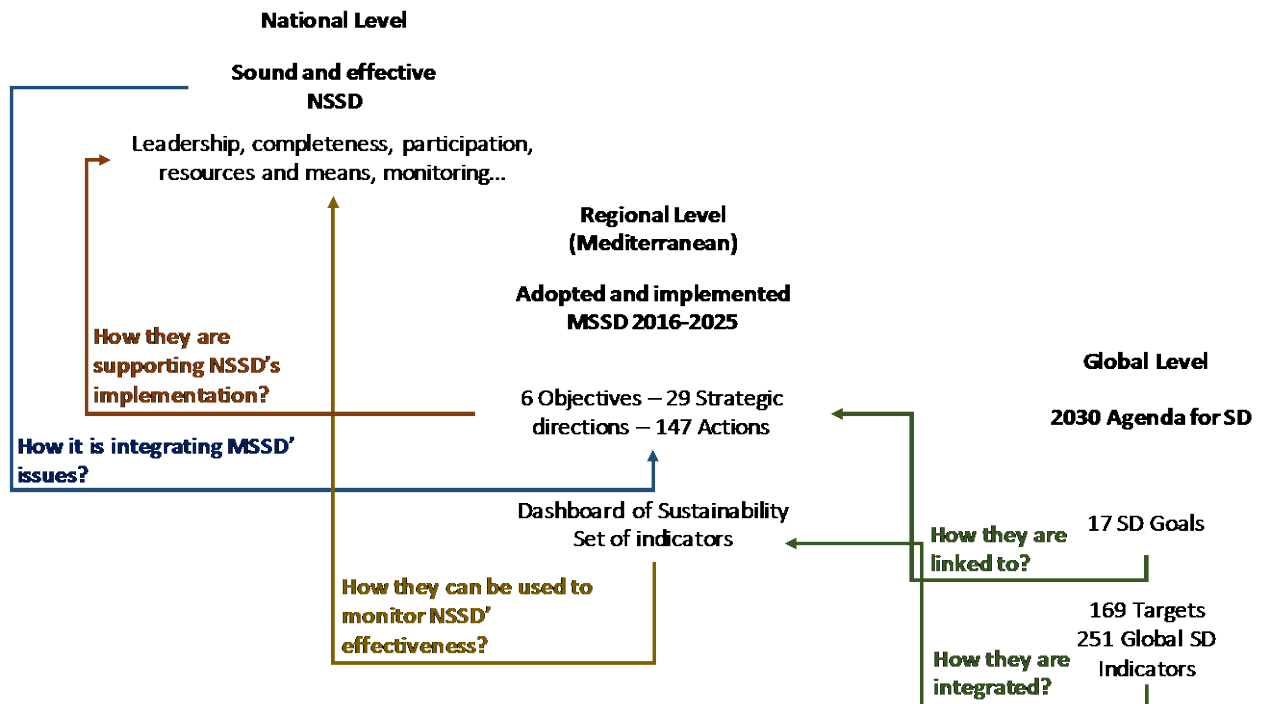 National Level
Sound and effective
NSSD
Leadership, completeness, participation,
resources and means, monitoring...
Regional Level
(Mediterranean)
Adopted and implemented
MSSD 2016-2025
How they are
supporting NSSD's
implementation?
Global Level
6 Objectives – 29 Strategic
directions – 147 Actions
2030 Agenda for SD
How it is integrating MSSD'
issues?
Dashboard of Sustainability
Set of indicators
How they are
linked to?
17 SD Goals
How they can be used to
monitor NSSD'
effectiveness?
169 Targets
251 Global SD
Indicators
How they are
integrated?